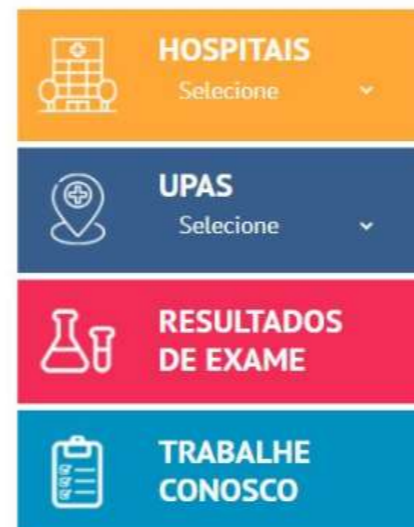 HOSPITAIS
Selecione
UPAS
Selecione
RESULTADOS
DE EXAME
TRABALHE
CONOSCO